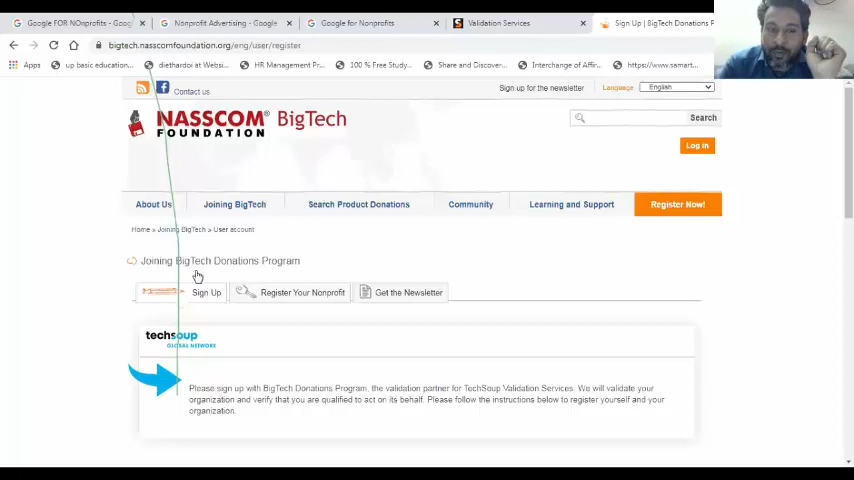 Google FOR NOnprofits - Goog
Nonprofit Advertising - Google
Google for Nonprofits
Validation Services
Sign Up | BigTech Donations P
bigtech.nasscomfoundation.org/eng/user/register
Apps
up basic education...
diethardoi at Websi...
HR Management Pr...
100 % Free Study...
Share and Discover...
Interchange of Affi...
https://www.samart...
Contact us
Sign up for the newsletter
Language
English
NASSCOM® BigTech
FOUNDATION
Search
Log in
About Us
Joining BigTech
Search Product Donations
Community
Learning and Support
Register Now!
Home » Joining BigTech » User account
Joining BigTech Donations Program
Sign Up
Register Your Nonprofit
Get the Newsletter
techsoup
GLOBAL NETWORK
Please sign up with BigTech Donations Program, the validation partner for TechSoup Validation Services. We will validate your
organization and verify that you are qualified to act on its behalf. Please follow the instructions below to register yourself and your
organization.